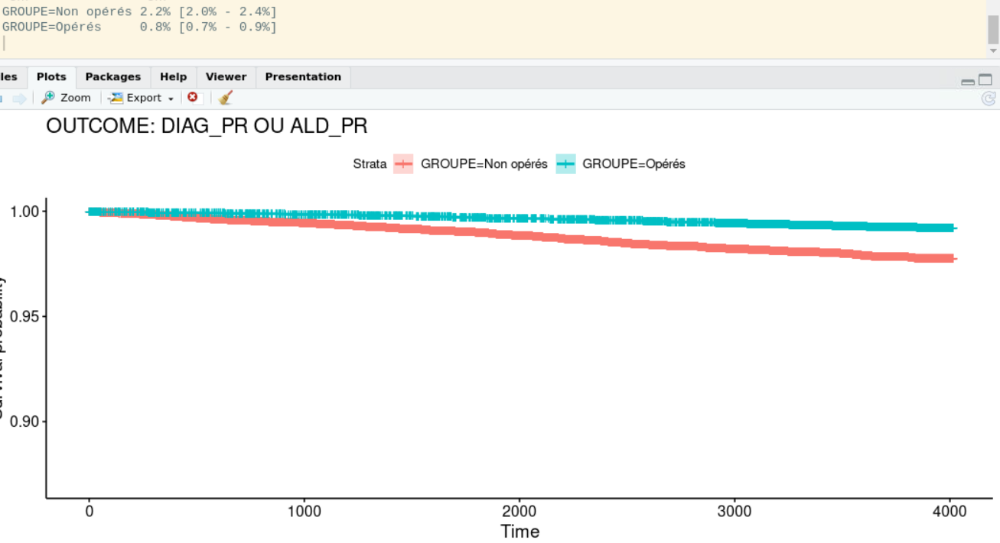 GROUPE=Non opérés 2.2% [2.0% - 2.4%]
GROUPE=Opérés     0.8% [0.7% - 0.9%]
les Plots Packages Help Viewer Presentation
Zoom Export
OUTCOME: DIAG_PR OU ALD_PR
Strata GROUPE=Non opérés GROUPE=Opérés
1.00
0.95
0.90
0 1000 2000 3000 4000
Time